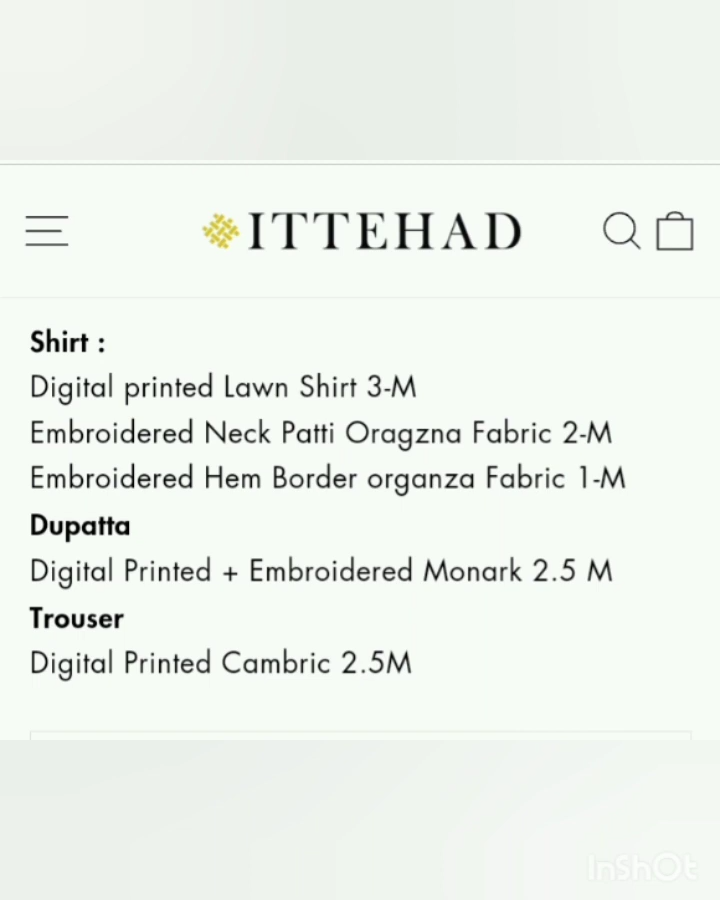 ITTEHAD
Shirt :
Digital printed Lawn Shirt 3-M
Embroidered Neck Patti Oragzna Fabric 2-M
Embroidered Hem Border organza Fabric 1-M
Dupatta
Digital Printed + Embroidered Monark 2.5 M
Trouser
Digital Printed Cambric 2.5M
InShOt